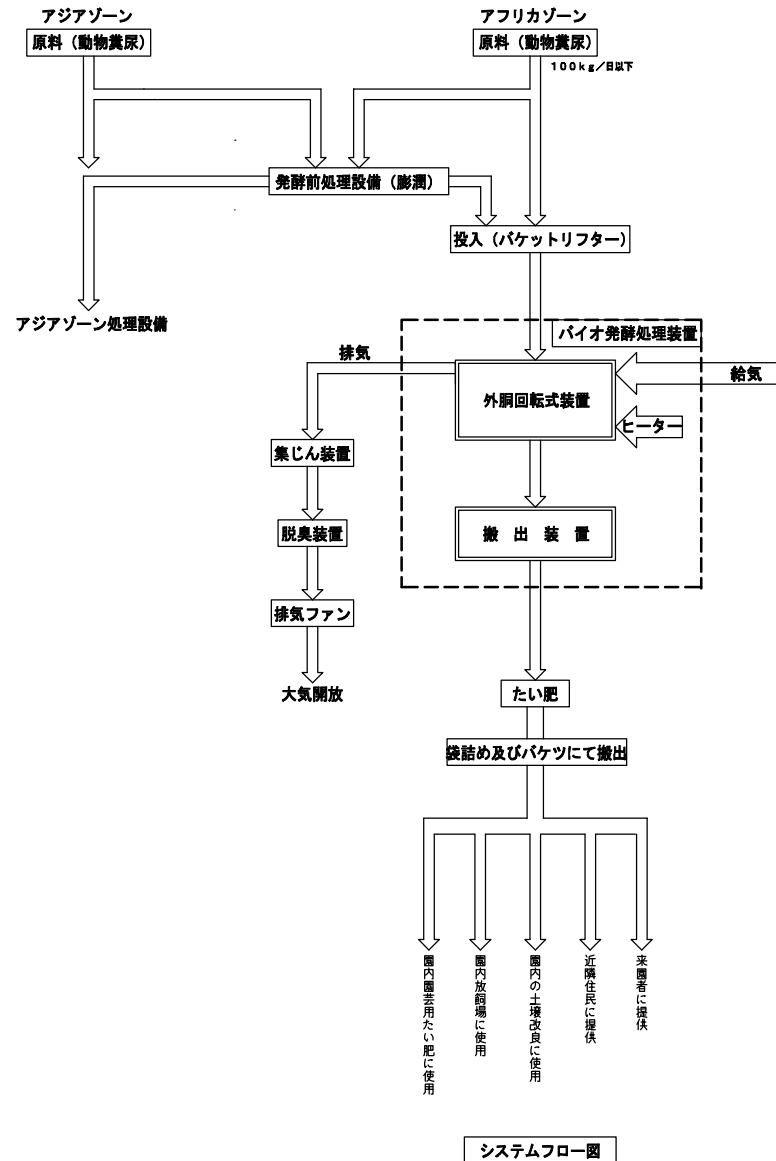 アジアゾーン
アフリカゾーン
原料（動物糞尿）
原料（動物糞尿）
100kg／日以下
発酵前処理設備（膨潤）
投入（バケットリフター）
アジアゾーン処理設備
バイオ発酵処理装置
排気
給気
外胴回転式装置
ヒーター
集じん装置
搬出装置
脱臭装置
排気ファン
大気開放
たい肥
袋詰め及びバケツにて搬出
園内園芸用たい肥に使用
園内放飼場に使用
園内の土壌改良に使用
近隣住民に提供
来園者に提供
システムフロー図